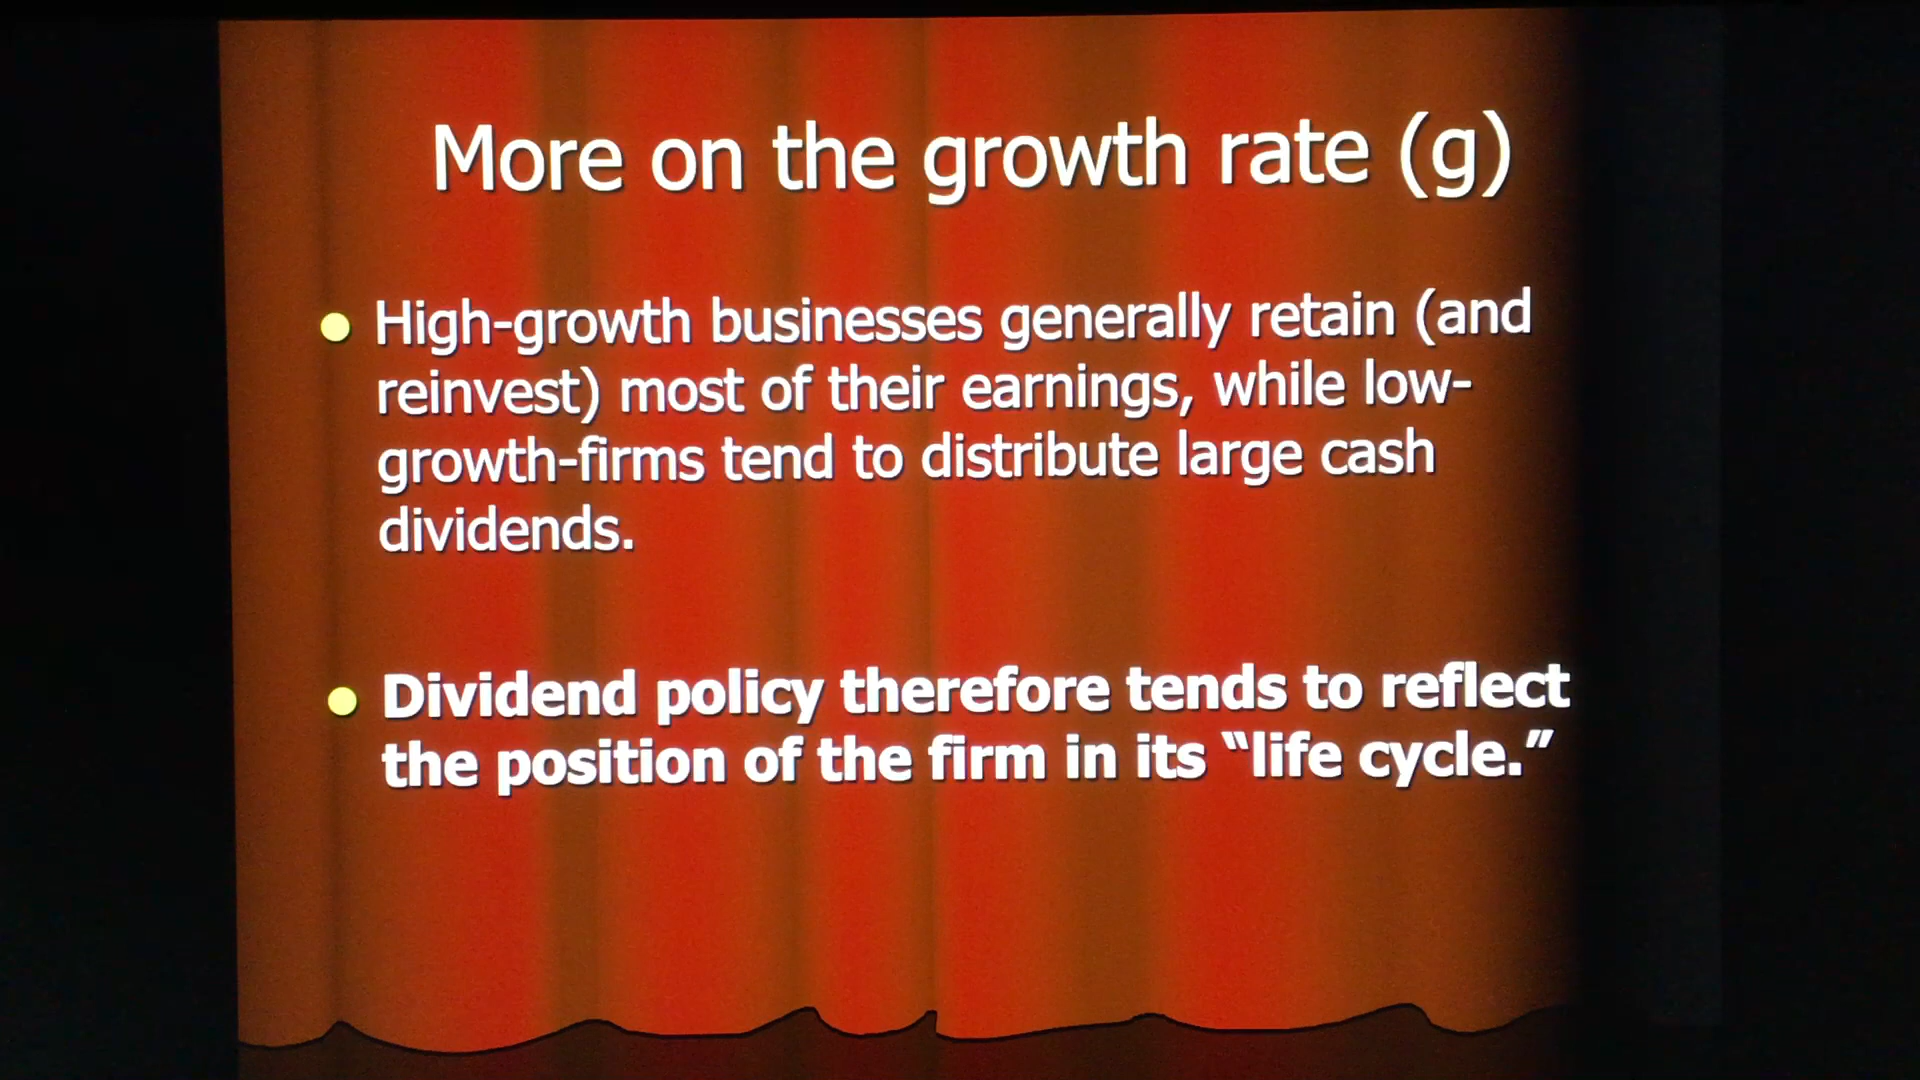 More on the growth rate (g)
High-growth businesses generally retain (and
reinvest) most of their earnings, while low-
growth-firms tend to distribute large cash
dividends.
Dividend policy therefore tends to reflect
the position of the firm in its “life cycle.”